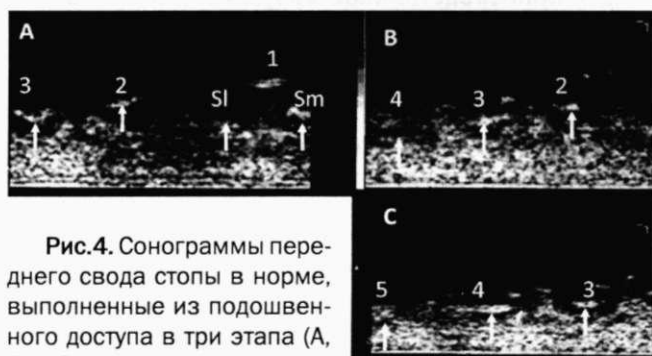 A
1
3 2 Sl Sm
B
4 3 2
C
5 4 3
Рис.4. Сонограммы пере-
днего свода стопы в норме,
выполненные из подошвен-
ного доступа в три этапа (А,